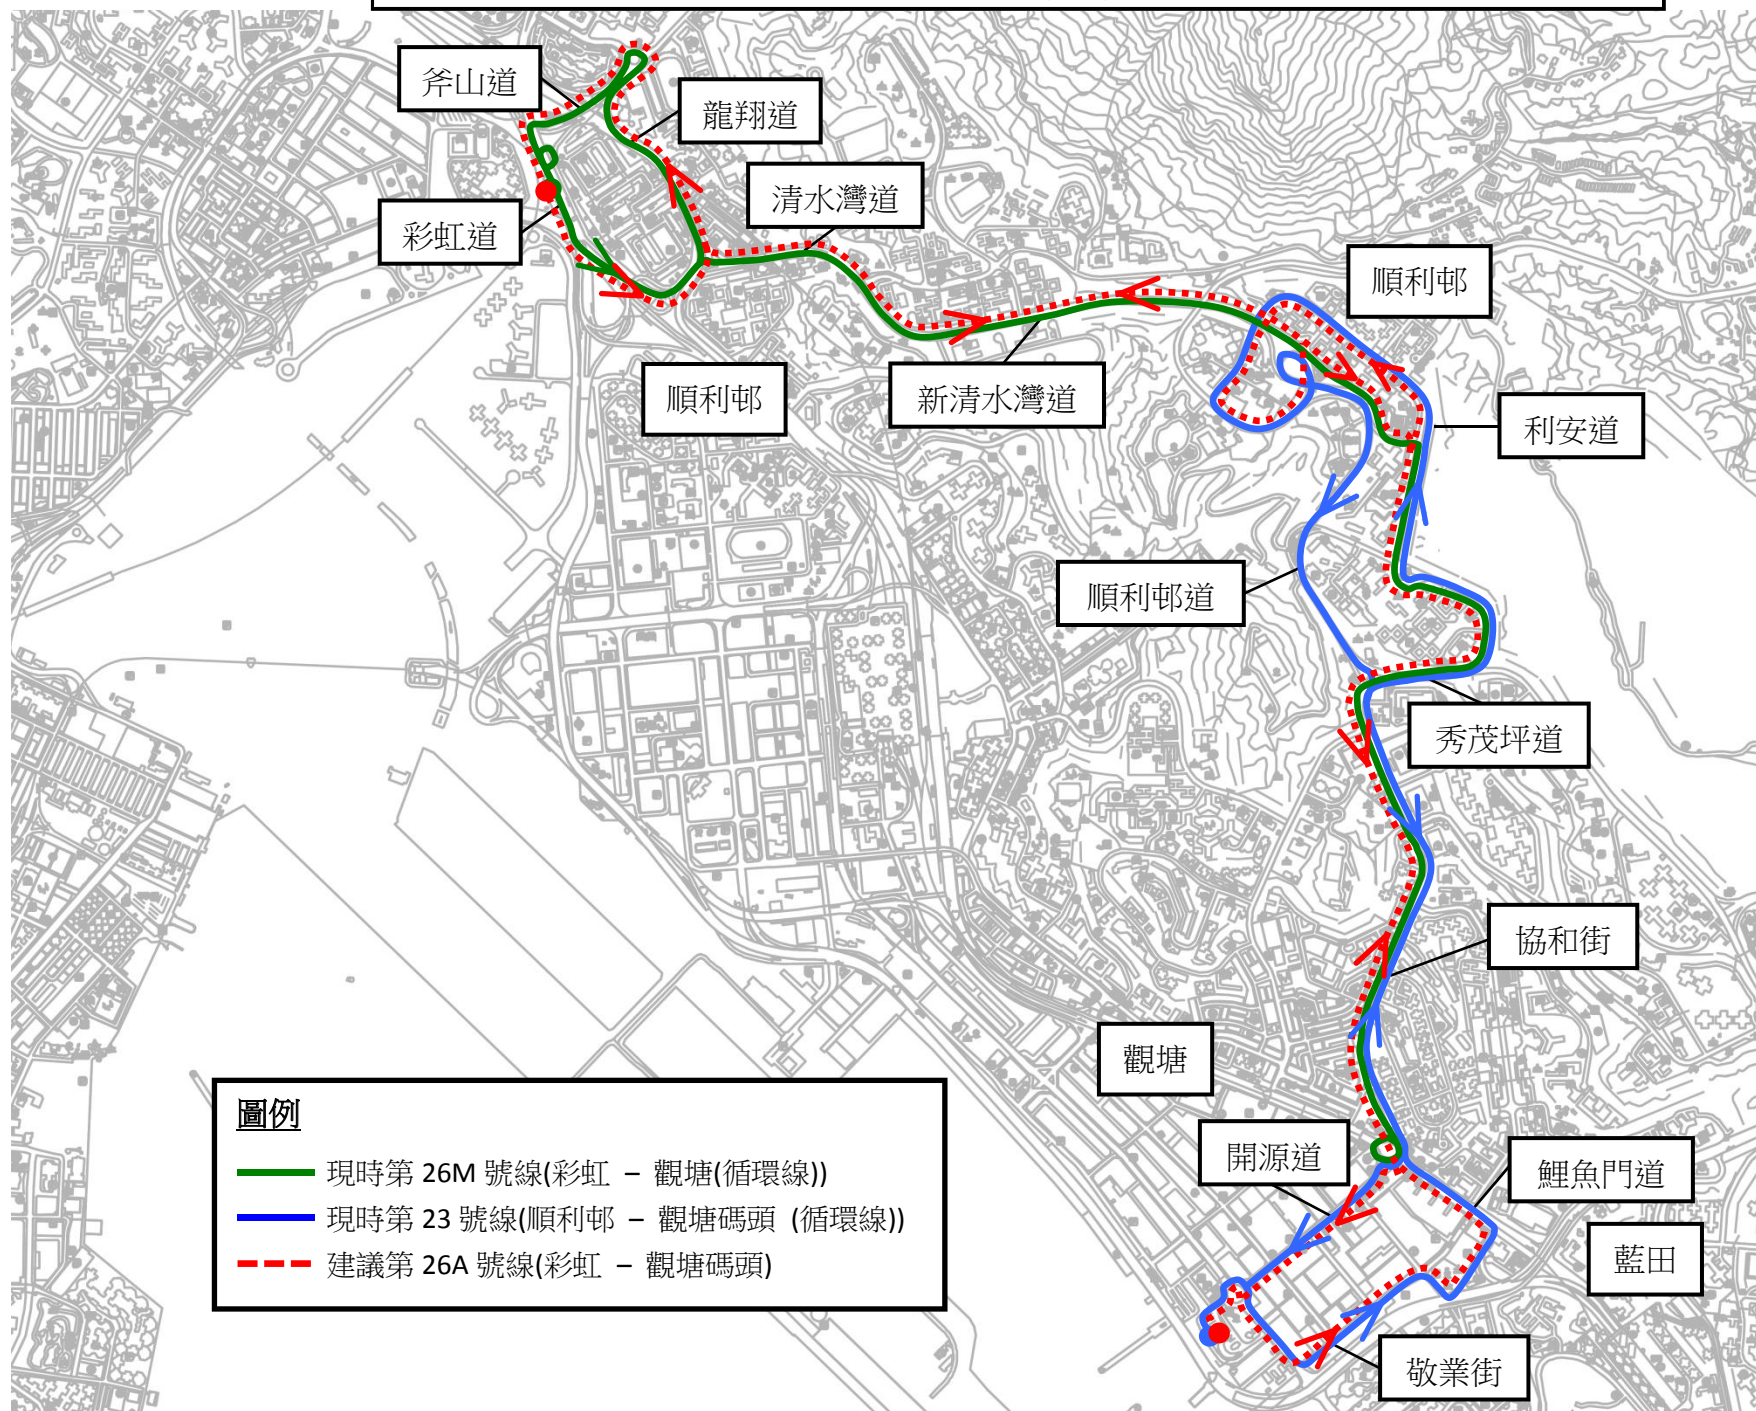 斧山道
龍翔道
清水灣道
彩虹道
順利邨
順利邨
新清水灣道
利安道
順利邨道
秀茂坪道
協和街
觀塘
開源道
鯉魚門道
藍田
敬業街
圖例
現時第 26M 號線(彩虹 – 觀塘(循環線))
現時第 23 號線(順利邨 – 觀塘碼頭 (循環線))
建議第 26A 號線(彩虹 – 觀塘碼頭)